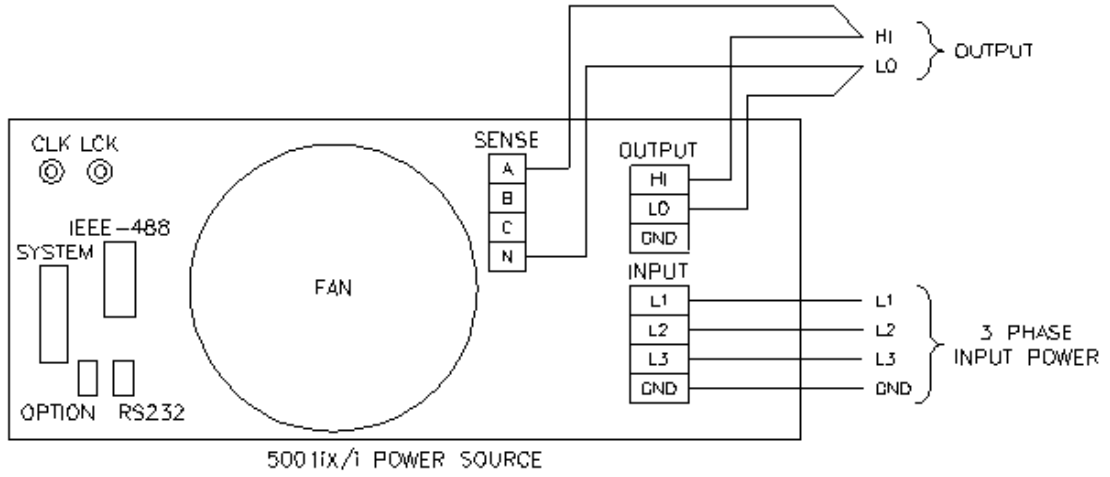 HI
LO
OUTPUT
CLK LCK
SENSE
A
B
C
N
OUTPUT
HI
LO
GND
IEEE-488
SYSTEM
FAN
INPUT
L1
L2
L3
GND
L1
L2
L3
GND
3 PHASE
INPUT POWER
OPTION
RS232
5001iX/i POWER SOURCE